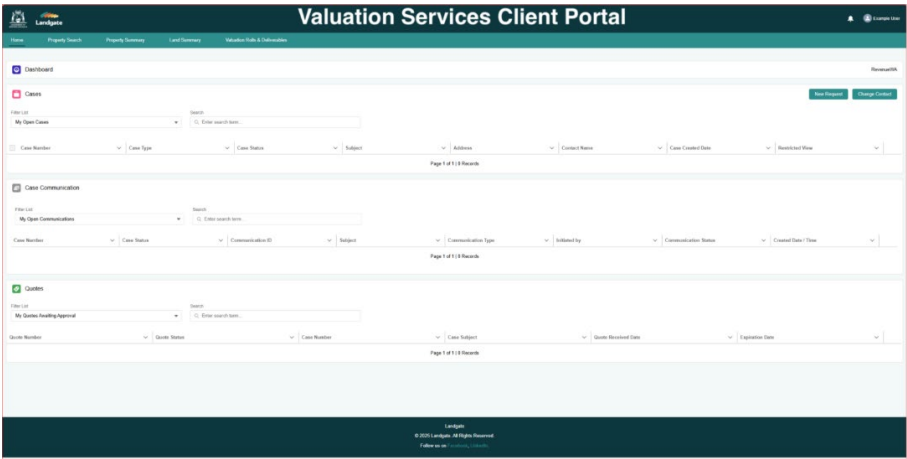 Landgate
Valuation Services Client Portal
Example User
Home Property Search Property Summary Land Summary Valuation Rolls & Deliverables
Dashboard
RevenueWA
Cases
New Request Change Contact
Filter List Search
My Open Cases Enter search term...
Case Number Case Type Case Status Subject Address Contact Name Case Created Date Restricted View
Page 1 of 1 | 0 Records
Case Communication
Filter List Search
My Open Communications Enter search term...
Case Number Case Status Communication ID Subject Communication Type Initiated by Communication Status Created Date / Time
Page 1 of 1 | 0 Records
Quotes
Filter List Search
My Quotes Awaiting Approval Enter search term...
Quote Number Quote Status Case Number Case Subject Quote Received Date Expiration Date
Page 1 of 1 | 0 Records
Landgate
© 2025 Landgate. All Rights Reserved.
Follow us on Facebook, LinkedIn